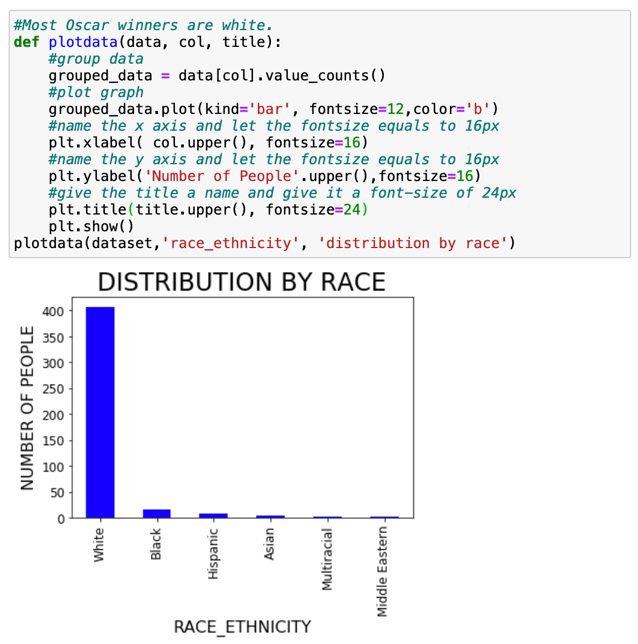 #Most Oscar winners are white.
def plotdata(data, col, title):
    #group data
    grouped_data = data[col].value_counts()
    #plot graph
    grouped_data.plot(kind='bar', fontsize=12,color='b')
    #name the x axis and let the fontsize equals to 16px
    plt.xlabel( col.upper(), fontsize=16)
    #name the y axis and let the fontsize equals to 16px
    plt.ylabel('Number of People'.upper(),fontsize=16)
    #give the title a name and give it a font-size of 24px
    plt.title(title.upper(), fontsize=24)
    plt.show()
plotdata(dataset,'race_ethnicity', 'distribution by race')
DISTRIBUTION BY RACE
NUMBER OF PEOPLE
400
350
300
250
200
150
100
50
0
White
Black
Hispanic
Asian
Multiracial
Middle Eastern
RACE_ETHNICITY